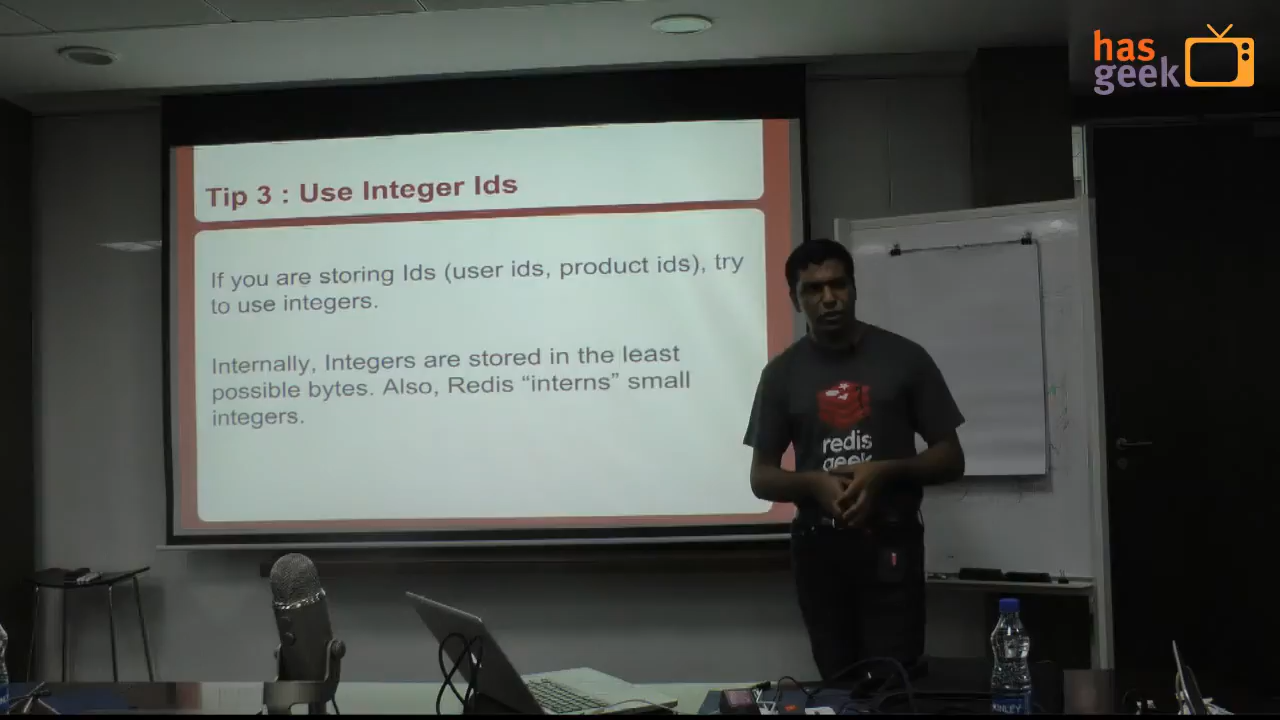 has
geek
Tip 3 : Use Integer Ids
If you are storing Ids (user ids, product ids), try
to use integers.
Internally, Integers are stored in the least
possible bytes. Also, Redis “interns” small
integers.
redis
geek